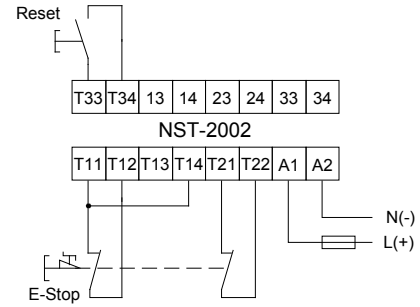 Reset
T33 T34 13 14 23 24 33 34
NST-2002
T11 T12 T13 T14 T21 T22 A1 A2
N(-)
L(+)
E-Stop